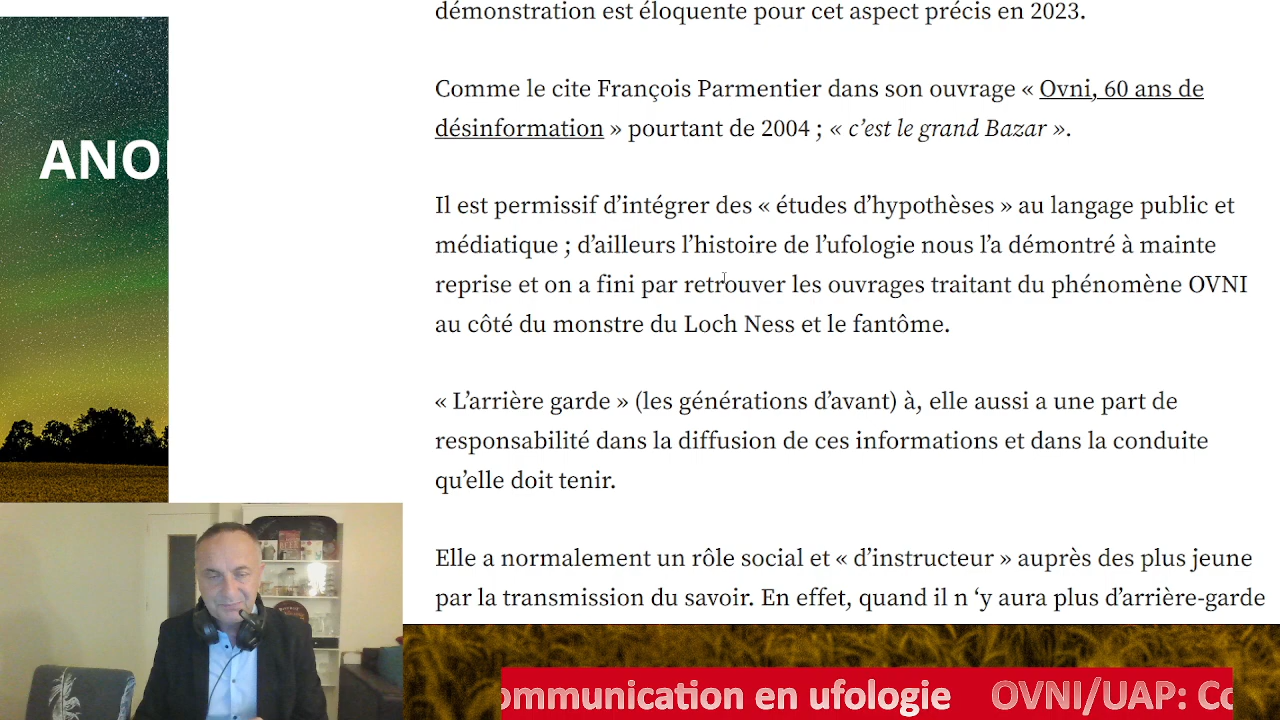 démonstration est éloquente pour cet aspect précis en 2023.
Comme le cite François Parmentier dans son ouvrage « Ovni, 60 ans de
désinformation » pourtant de 2004 ; « c’est le grand Bazar ».
Il est permissif d’intégrer des « études d’hypothèses » au langage public et
médiatique ; d’ailleurs l’histoire de l’ufologie nous l’a démontré à mainte
reprise et on a fini par retrouver les ouvrages traitant du phénomène OVNI
au côté du monstre du Loch Ness et le fantôme.
« L’arrière garde » (les générations d’avant) à, elle aussi a une part de
responsabilité dans la diffusion de ces informations et dans la conduite
qu’elle doit tenir.
Elle a normalement un rôle social et « d’instructeur » auprès des plus jeune
par la transmission du savoir. En effet, quand il n ‘y aura plus d’arrière-garde
ANO
ommunication en ufologie OVNI/UAP: Co